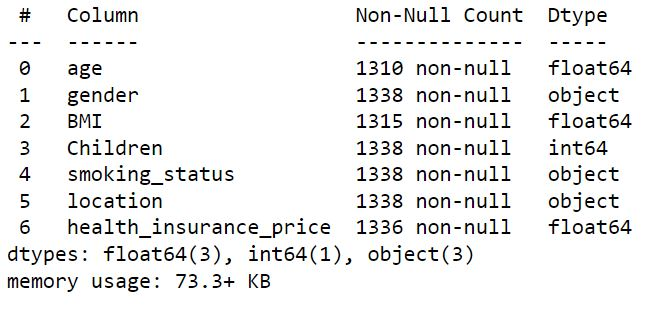 #   Column                  Non-Null Count  Dtype
---  ------                  --------------  -----
0   age                     1310 non-null   float64
1   gender                  1338 non-null   object
2   BMI                     1315 non-null   float64
3   Children                1338 non-null   int64
4   smoking_status          1338 non-null   object
5   location                1338 non-null   object
6   health_insurance_price  1336 non-null   float64
dtypes: float64(3), int64(1), object(3)
memory usage: 73.3+ KB